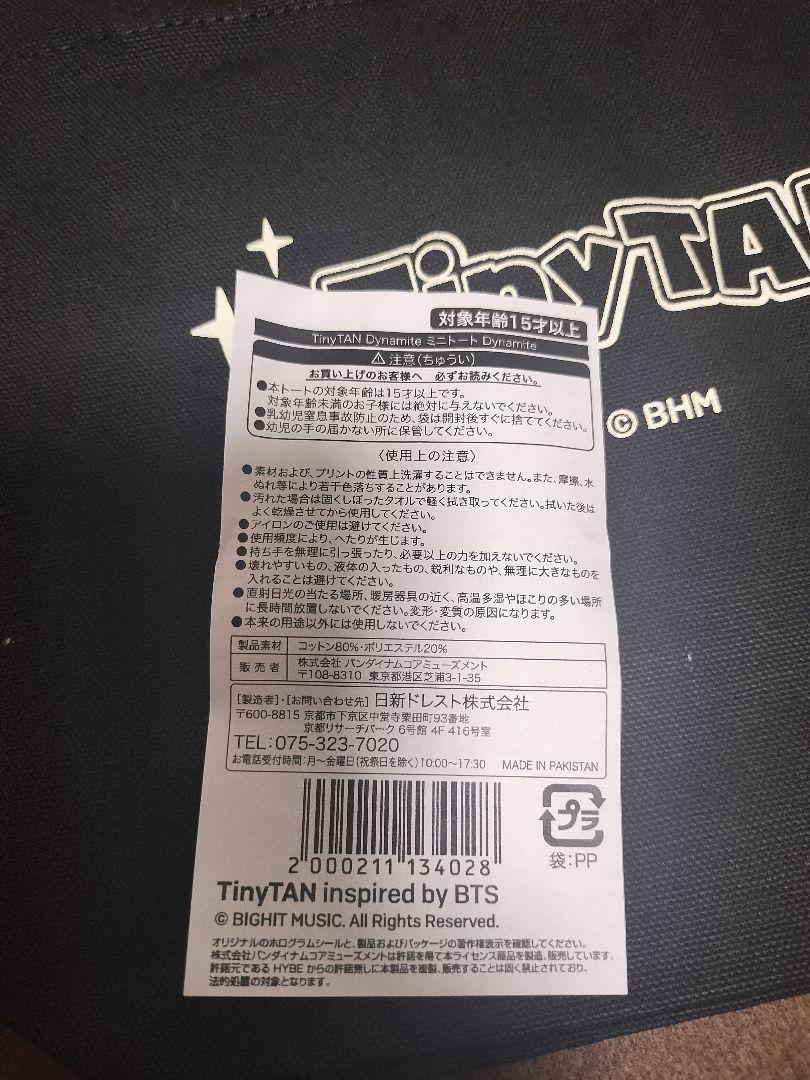 TinyTA
© BHM
対象年齢15才以上
TinyTAN Dynamite ミニトート Dynamite
⚠注意(ちゅうい)
お買い上げのお客様へ 必ずお読みください。
●本トートの対象年齢は15才以上です。
対象年齢未満のお子様には絶対に与えないでください。
●乳幼児窒息事故防止のため、袋は開封後すぐに捨ててください。
●幼児の手の届かない所に保管してください。
〈使用上の注意〉
●素材および、プリントの性質上洗濯することはできません。また、摩擦、水
ぬれ等により若干色落ちすることがあります。
●汚れた場合は固くしぼったタオルで軽く拭き取ってください。拭いた後は
よく乾燥させてから使用してください。
●アイロンのご使用は避けてください。
●使用頻度により、へたりが生じます。
●持ち手を無理に引っ張ったり、必要以上の力を加えないでください。
●壊れやすいもの、液体の入ったもの、鋭利なものや、無理に大きなものを
入れることは避けてください。
●直射日光の当たる場所、暖房器具の近く、高温多湿やほこりの多い場所
に長時間放置しないでください。変形・変質の原因になります。
●本来の用途以外には使用しないでください。
製品素材 コットン80%・ポリエステル20%
販売者 株式会社 バンダイナムコアミューズメント
〒108-8310 東京都港区芝浦3-1-35
[製造者]・[お問い合わせ先] 日新ドレスト株式会社
〒600-8815 京都市下京区中堂寺粟田町93番地
京都リサーチパーク 6号館 4F 416号室
TEL:075-323-7020
お電話受付時間:月〜金曜日(祝祭日を除く)10:00〜17:30 MADE IN PAKISTAN
2 000211 134028
プラ
袋:PP
TinyTAN inspired by BTS
© BIGHIT MUSIC. All Rights Reserved.
オリジナルのホログラムシールと、製品およびパッケージの著作権表示を確認してください。
株式会社バンダイナムコアミューズメントは許諾を得て本ライセンス商品を製造、販売しています。
許諾元である HYBE からの許諾無しに本製品を複製、販売することは固く禁止されており、
法的処置の対象となります。